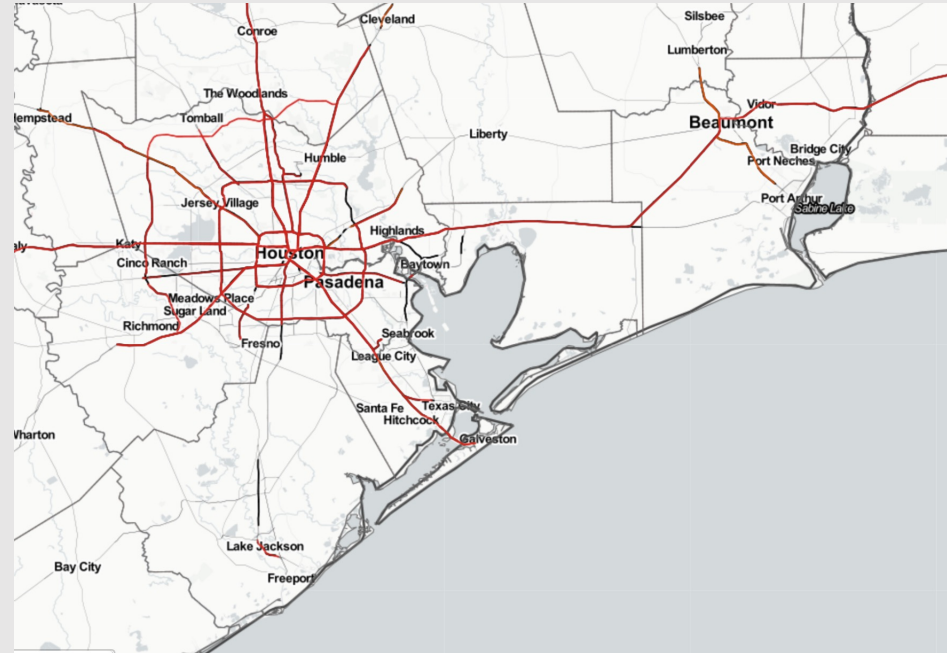 Cleveland
Silsbee
Conroe
Lumberton
The Woodlands
Vidor
Tomball
Beaumont
Liberty
Bridge City
Humble
Port Neches
Port Arthur
Jersey Village
Sabine Lake
Highlands
Katy
Houston
Cinco Ranch
Baytown
Pasadena
Meadows Place
Sugar Land
Richmond
Seabrook
Fresno
League City
Santa Fe
Texas City
Hitchcock
Galveston
Lake Jackson
Bay City
Freeport